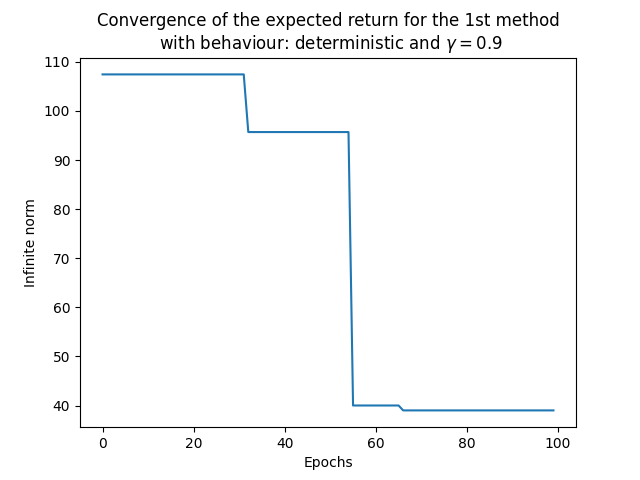 Convergence of the expected return for the 1st method
with behaviour: deterministic and γ = 0.9
110
100
90
80
70
60
50
40
Infinite norm
0 20 40 60 80 100
Epochs